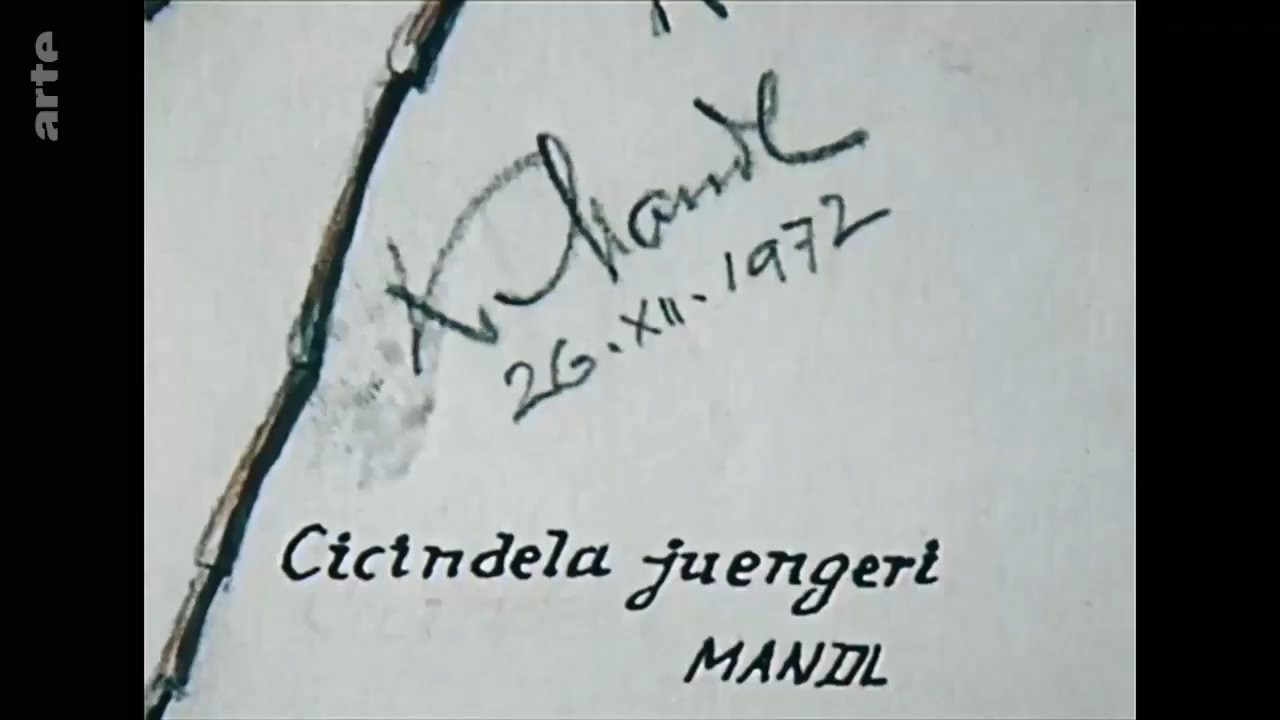 arte
K. Mandl
26.XII.1972
Cicindela juengeri
MANDL